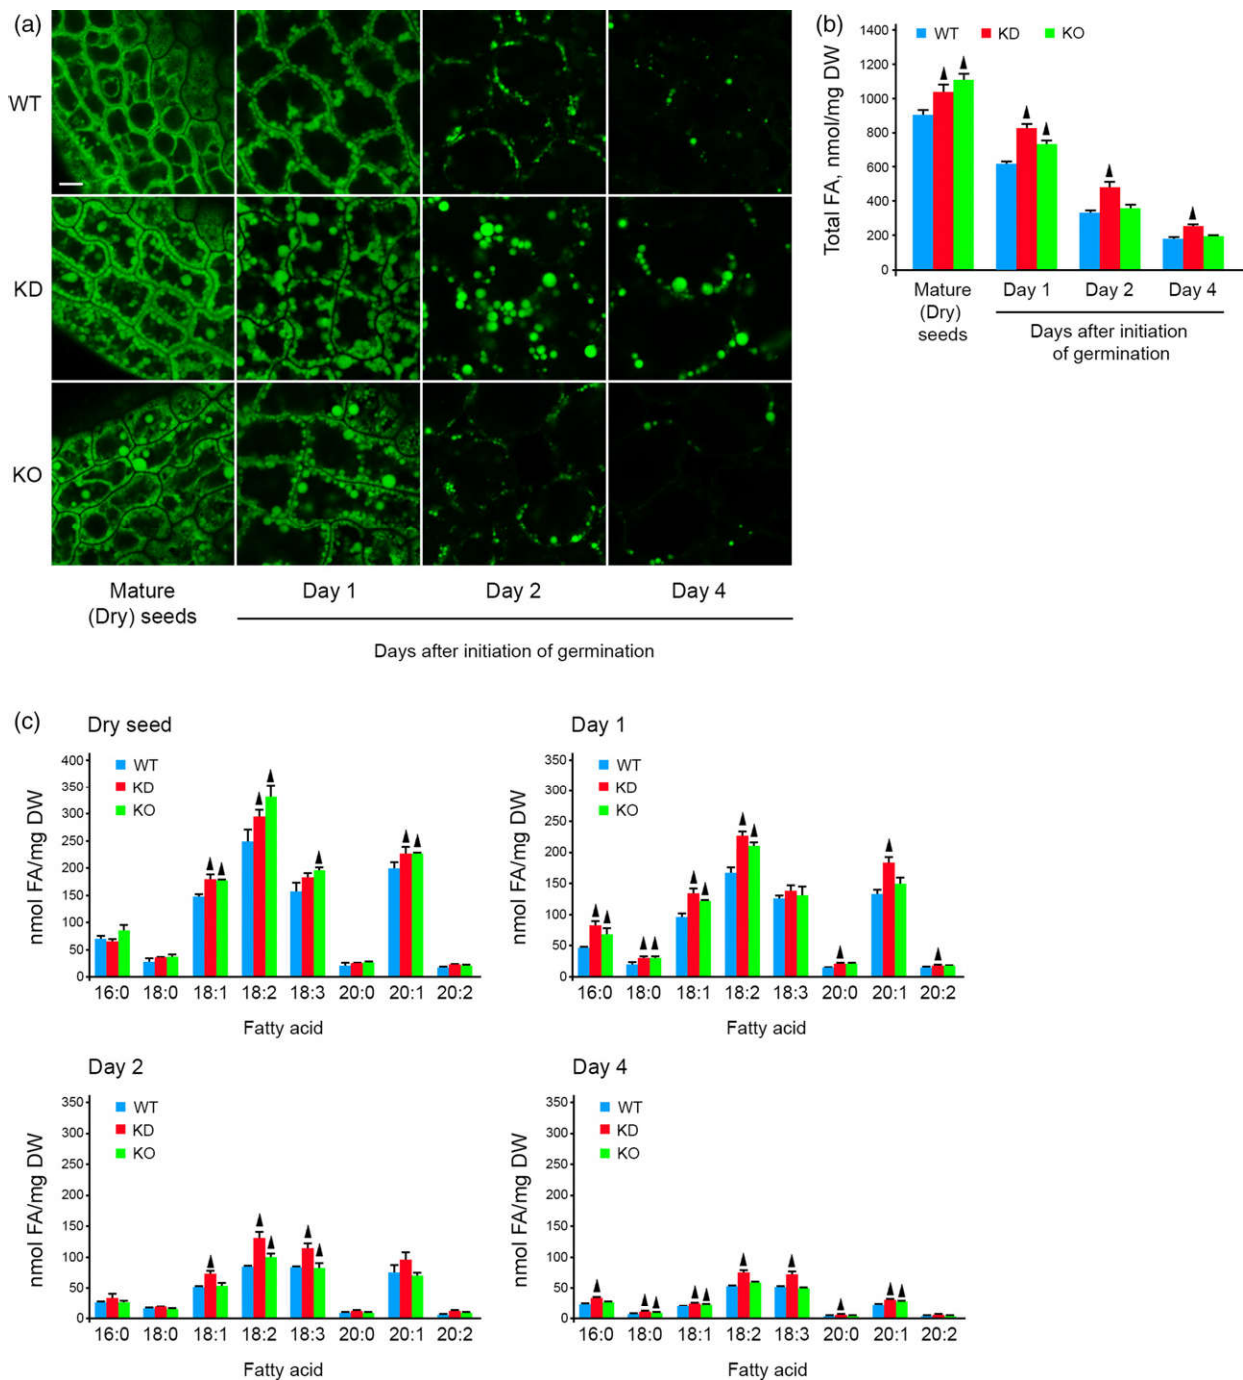 (a)
WT
KD
KO
Mature
(Dry) seeds
Day 1
Day 2
Day 4
Days after initiation of germination
(b)
WT KD KO
Total FA, nmol/mg DW
1400
1200
1000
800
600
400
200
0
Mature
(Dry)
seeds
Day 1
Day 2
Day 4
Days after initiation
of germination
(c)
Dry seed
nmol FA/mg DW
400
350
300
250
200
150
100
50
0
WT
KD
KO
16:0 18:0 18:1 18:2 18:3 20:0 20:1 20:2
Fatty acid
Day 1
nmol FA/mg DW
350
300
250
200
150
100
50
0
WT
KD
KO
16:0 18:0 18:1 18:2 18:3 20:0 20:1 20:2
Fatty acid
Day 2
nmol FA/mg DW
350
300
250
200
150
100
50
0
WT
KD
KO
16:0 18:0 18:1 18:2 18:3 20:0 20:1 20:2
Fatty acid
Day 4
nmol FA/mg DW
350
300
250
200
150
100
50
0
WT
KD
KO
16:0 18:0 18:1 18:2 18:3 20:0 20:1 20:2
Fatty acid